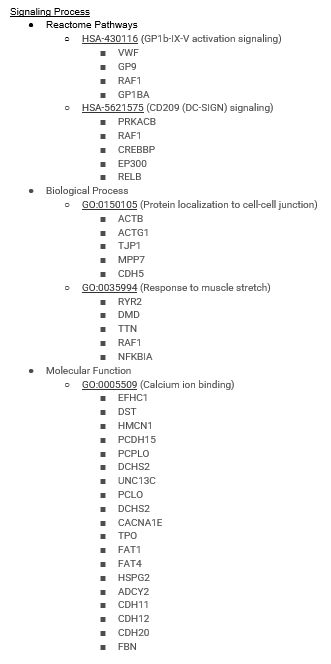 Signaling Process
Reactome Pathways
HSA-430116 (GP1b-IX-V activation signaling)
VWF
GP9
RAF1
GP1BA
HSA-5621575 (CD209 (DC-SIGN) signaling)
PRKACB
RAF1
CREBBP
EP300
RELB
Biological Process
GO:0150105 (Protein localization to cell-cell junction)
ACTB
ACTG1
TJP1
MPP7
CDH5
GO:0035994 (Response to muscle stretch)
RYR2
DMD
TTN
RAF1
NFKBIA
Molecular Function
GO:0005509 (Calcium ion binding)
EFHC1
DST
HMCN1
PCDH15
PCPLO
DCHS2
UNC13C
PCLO
DCHS2
CACNA1E
TPO
FAT1
FAT4
HSPG2
ADCY2
CDH11
CDH12
CDH20
FBN